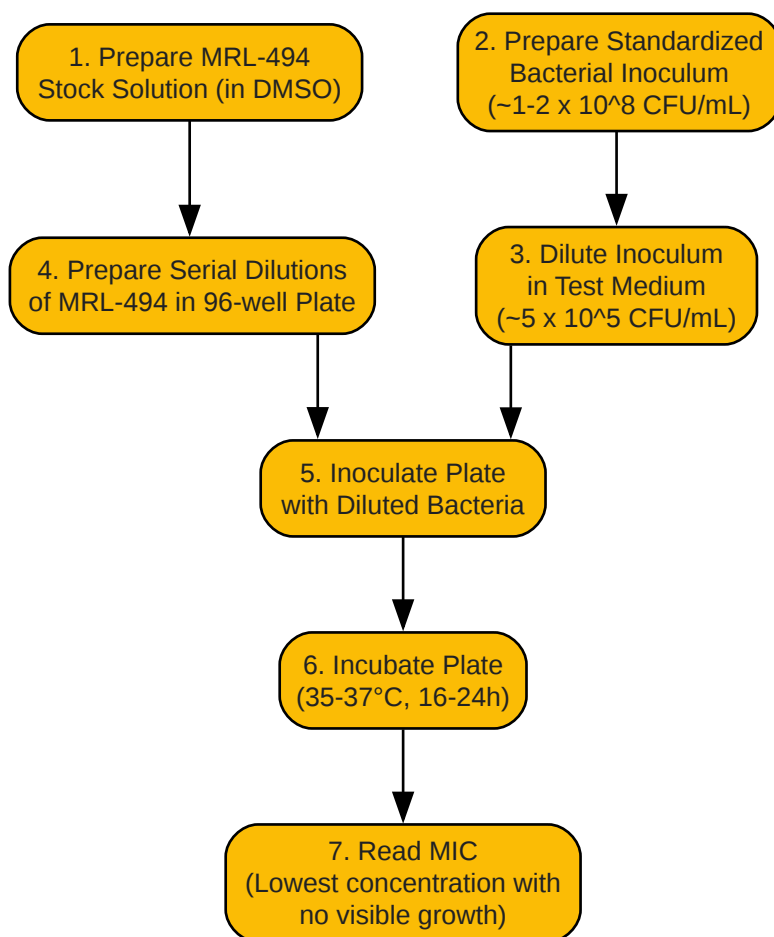 1. Prepare MRL-494
Stock Solution (in DMSO)
2. Prepare Standardized
Bacterial Inoculum
(~1-2 x 10^8 CFU/mL)
3. Dilute Inoculum
in Test Medium
(~5 x 10^5 CFU/mL)
4. Prepare Serial Dilutions
of MRL-494 in 96-well Plate
5. Inoculate Plate
with Diluted Bacteria
6. Incubate Plate
(35-37°C, 16-24h)
7. Read MIC
(Lowest concentration with
no visible growth)